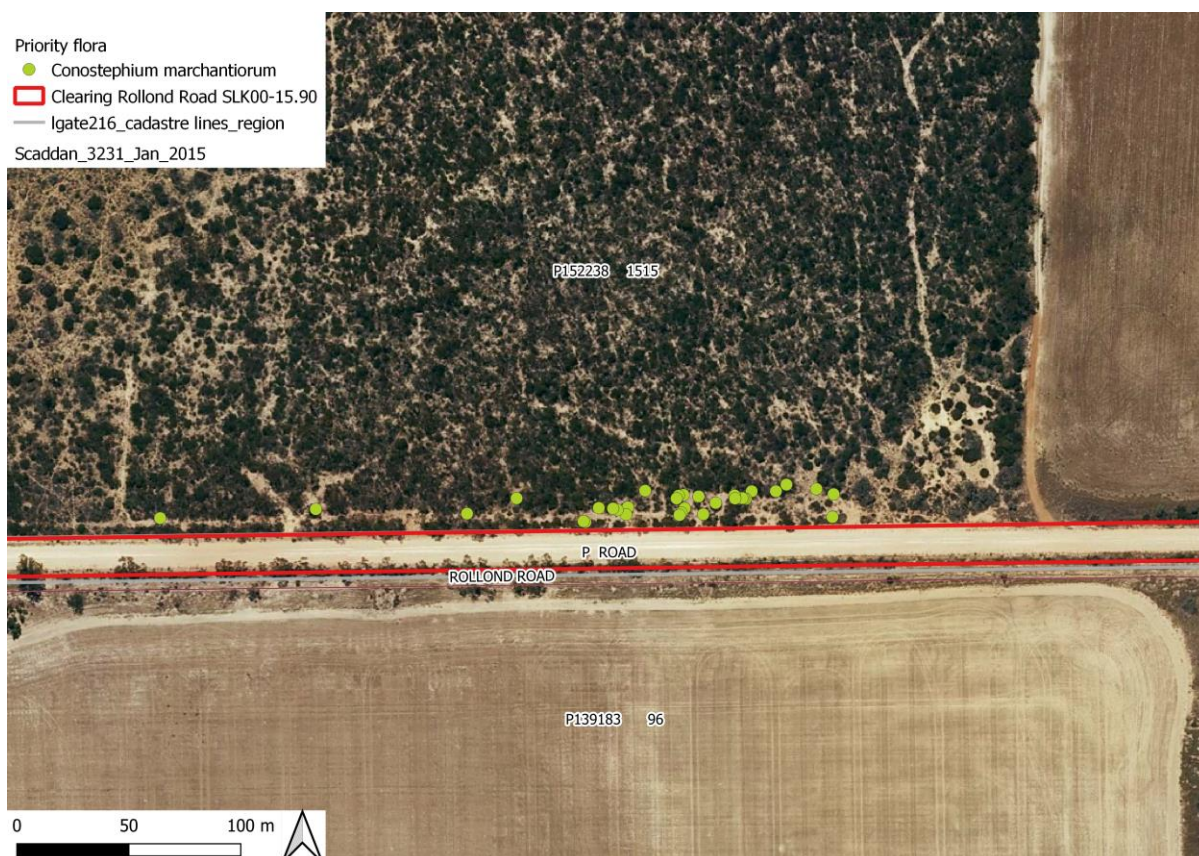 Priority flora
Conostephium marchantiorum
Clearing Rollond Road SLK00-15.90
lgate216_cadastre lines_region
Scaddan_3231_Jan_2015
P152238 1515
P ROAD
ROLLOND ROAD
P139183 96
0 50 100 m